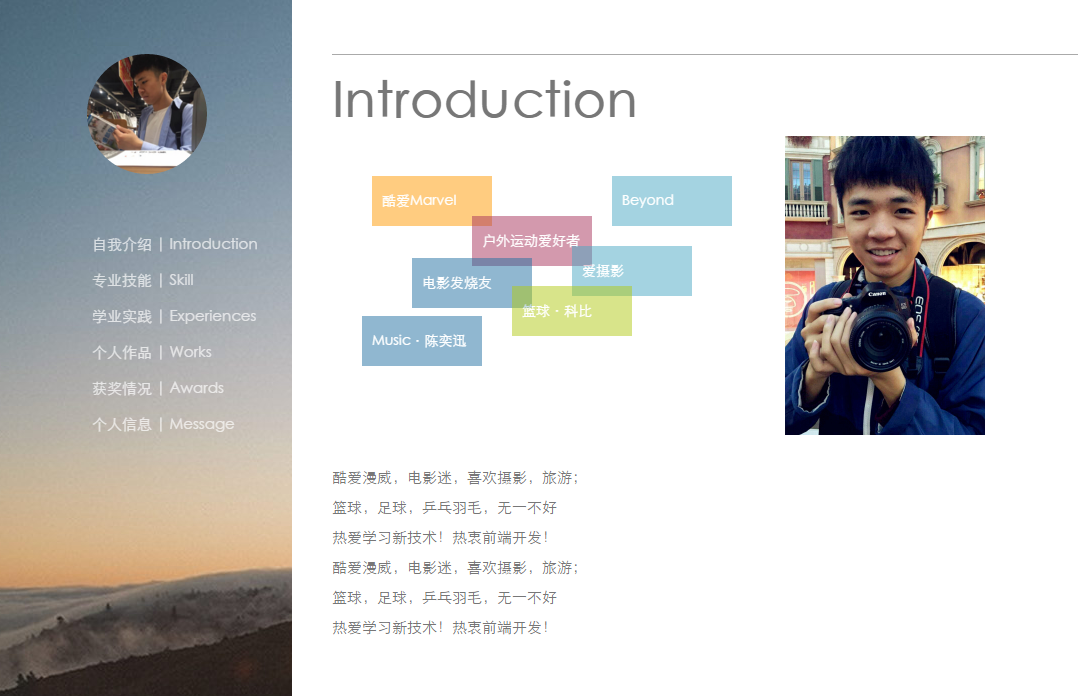 自我介绍 | Introduction
专业技能 | Skill
学业实践 | Experiences
个人作品 | Works
获奖情况 | Awards
个人信息 | Message
Introduction
酷爱Marvel
Beyond
户外运动爱好者
爱摄影
电影发烧友
篮球·科比
Music·陈奕迅
Canon
EOS
酷爱漫威，电影迷，喜欢摄影，旅游；
篮球，足球，乒乓羽毛，无一不好
热爱学习新技术！热衷前端开发！
酷爱漫威，电影迷，喜欢摄影，旅游；
篮球，足球，乒乓羽毛，无一不好
热爱学习新技术！热衷前端开发！